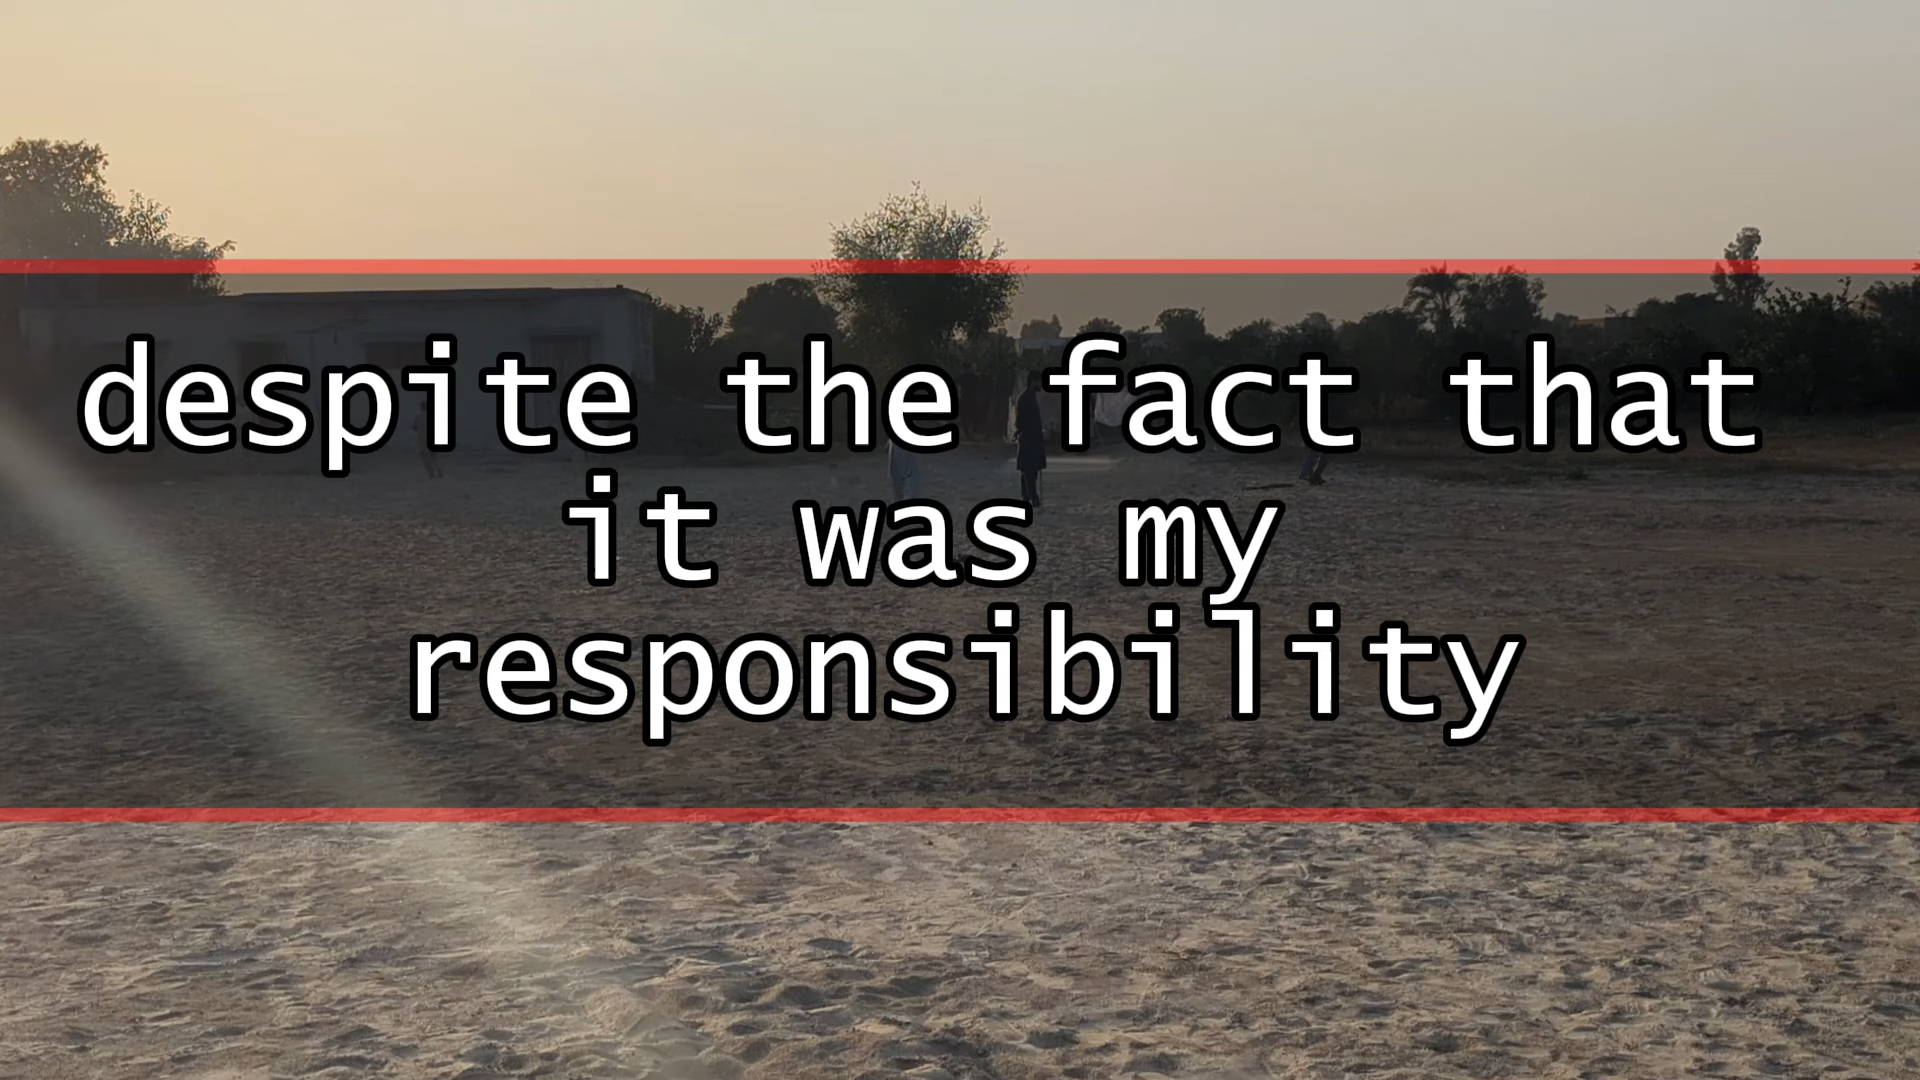 despite the fact that
it was my
responsibility